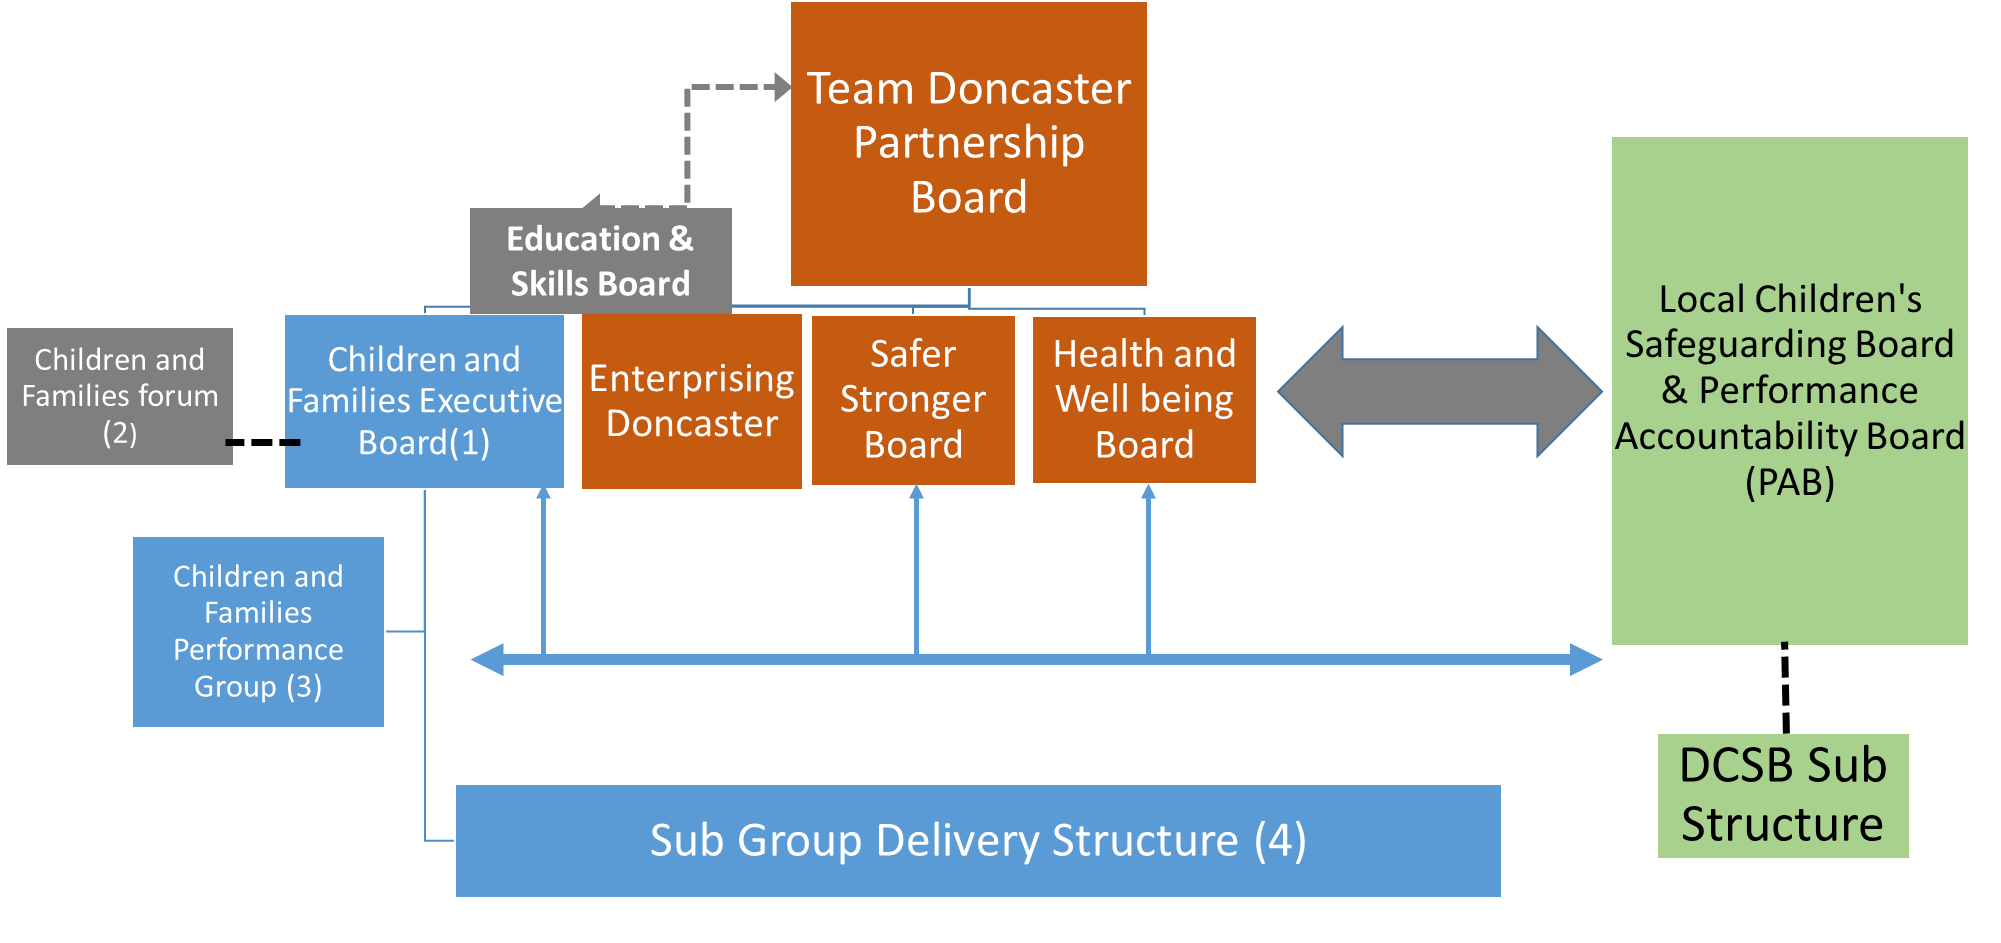 Team Doncaster
Partnership
Board
Education &
Skills Board
Children and
Families forum
(2)
Children and
Families Executive
Board(1)
Enterprising
Doncaster
Safer
Stronger
Board
Health and
Well being
Board
Local Children's
Safeguarding Board
& Performance
Accountability Board
(PAB)
Children and
Families
Performance
Group (3)
DCSB Sub
Structure
Sub Group Delivery Structure (4)